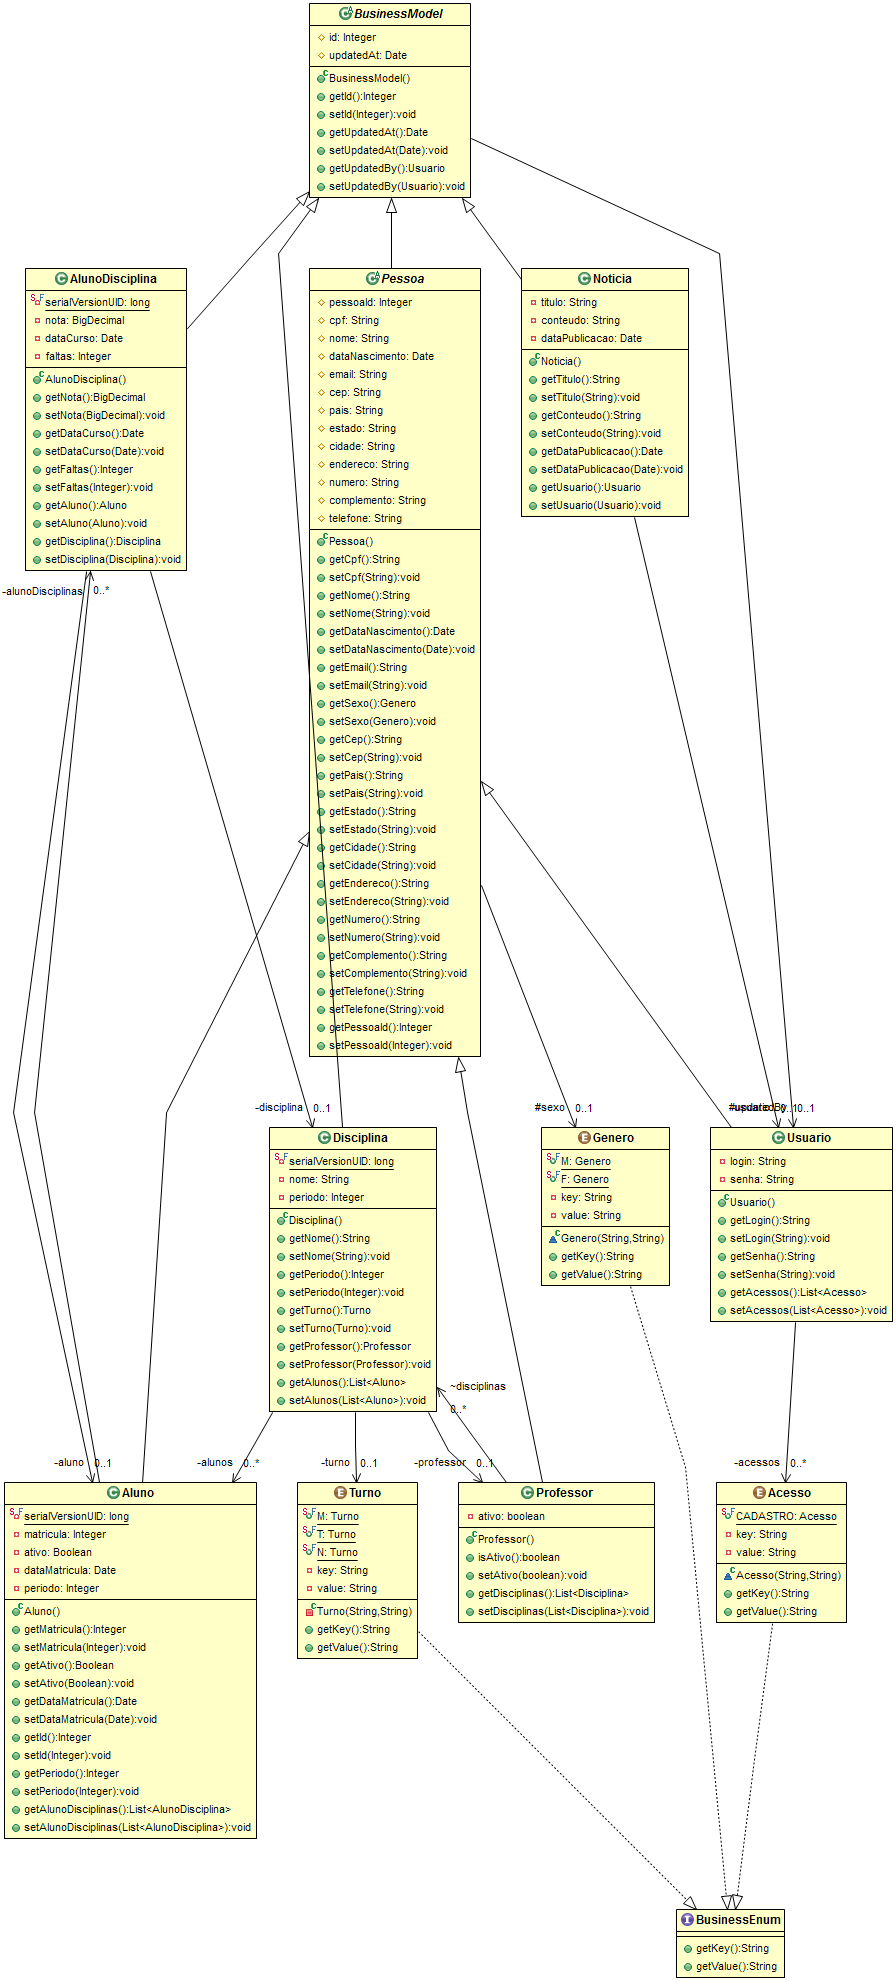 BusinessModel
id: Integer
updatedAt: Date
BusinessModel()
getId():Integer
setId(Integer):void
getUpdatedAt():Date
setUpdatedAt(Date):void
getUpdatedBy():Usuario
setUpdatedBy(Usuario):void
AlunoDisciplina
serialVersionUID: long
nota: BigDecimal
dataCurso: Date
faltas: Integer
AlunoDisciplina()
getNota():BigDecimal
setNota(BigDecimal):void
getDataCurso():Date
setDataCurso(Date):void
getFaltas():Integer
setFaltas(Integer):void
getAluno():Aluno
setAluno(Aluno):void
getDisciplina():Disciplina
setDisciplina(Disciplina):void
Pessoa
pessoaId: Integer
cpf: String
nome: String
dataNascimento: Date
email: String
cep: String
pais: String
estado: String
cidade: String
endereco: String
numero: String
complemento: String
telefone: String
Pessoa()
getCpf():String
setCpf(String):void
getNome():String
setNome(String):void
getDataNascimento():Date
setDataNascimento(Date):void
getEmail():String
setEmail(String):void
getSexo():Genero
setSexo(Genero):void
getCep():String
setCep(String):void
getPais():String
setPais(String):void
getEstado():String
setEstado(String):void
getCidade():String
setCidade(String):void
getEndereco():String
setEndereco(String):void
getNumero():String
setNumero(String):void
getComplemento():String
setComplemento(String):void
getTelefone():String
setTelefone(String):void
getPessoaId():Integer
setPessoaId(Integer):void
Noticia
titulo: String
conteudo: String
dataPublicacao: Date
Noticia()
getTitulo():String
setTitulo(String):void
getConteudo():String
setConteudo(String):void
getDataPublicacao():Date
setDataPublicacao(Date):void
getUsuario():Usuario
setUsuario(Usuario):void
-alunoDisciplinas 0..*
-disciplina 0..1
#sexo 0..1
#updatedBy 0..1
Disciplina
serialVersionUID: long
nome: String
periodo: Integer
Disciplina()
getNome():String
setNome(String):void
getPeriodo():Integer
setPeriodo(Integer):void
getTurno():Turno
setTurno(Turno):void
getProfessor():Professor
setProfessor(Professor):void
getAlunos():List<Aluno>
setAlunos(List<Aluno>):void
Genero
M: Genero
F: Genero
key: String
value: String
Genero(String,String)
getKey():String
getValue():String
Usuario
login: String
senha: String
Usuario()
getLogin():String
setLogin(String):void
getSenha():String
setSenha(String):void
getAcessos():List<Acesso>
setAcessos(List<Acesso>):void
~disciplinas
0..*
-aluno 0..1
-alunos 0..*
-turno 0..1
-professor 0..1
-acessos 0..*
Aluno
serialVersionUID: long
matricula: Integer
ativo: Boolean
dataMatricula: Date
periodo: Integer
Aluno()
getMatricula():Integer
setMatricula(Integer):void
getAtivo():Boolean
setAtivo(Boolean):void
getDataMatricula():Date
setDataMatricula(Date):void
getId():Integer
setId(Integer):void
getPeriodo():Integer
setPeriodo(Integer):void
getAlunoDisciplinas():List<AlunoDisciplina>
setAlunoDisciplinas(List<AlunoDisciplina>):void
Turno
M: Turno
T: Turno
N: Turno
key: String
value: String
Turno(String,String)
getKey():String
getValue():String
Professor
ativo: boolean
Professor()
isAtivo():boolean
setAtivo(boolean):void
getDisciplinas():List<Disciplina>
setDisciplinas(List<Disciplina>):void
Acesso
CADASTRO: Acesso
key: String
value: String
Acesso(String,String)
getKey():String
getValue():String
BusinessEnum
getKey():String
getValue():String